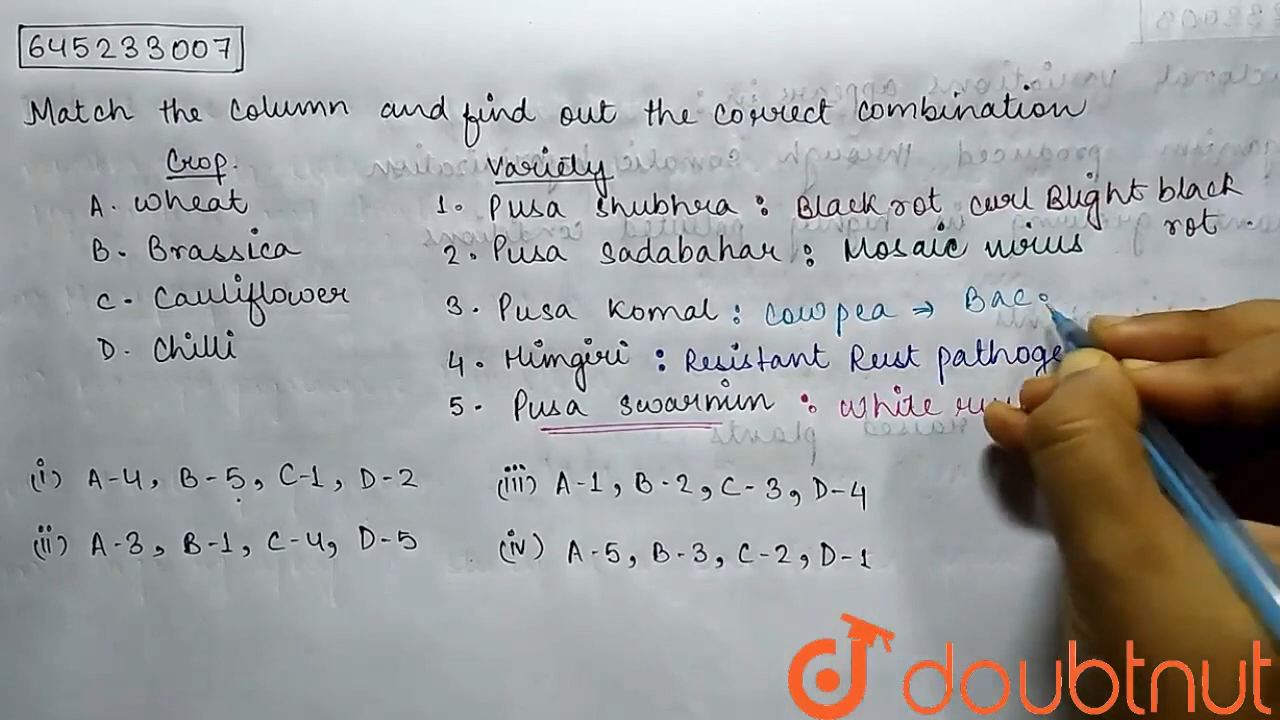 645233007
Match the column and find out the correct combination
Crop.
Variety
A. Wheat
1. Pusa Shubhra : Black rot curl Blight black rot.
B. Brassica
2. Pusa Sadabahar : Mosaic virus
C. Cauliflower
3. Pusa Komal : Cowpea → Bac.
D. Chilli
4. Himgiri : Resistant Rust pathoge
5. Pusa Swarnim : White rus
(i) A-4, B-5, C-1, D-2
(iii) A-1, B-2, C-3, D-4
(ii) A-3, B-1, C-4, D-5
(iv) A-5, B-3, C-2, D-1
doubtnut